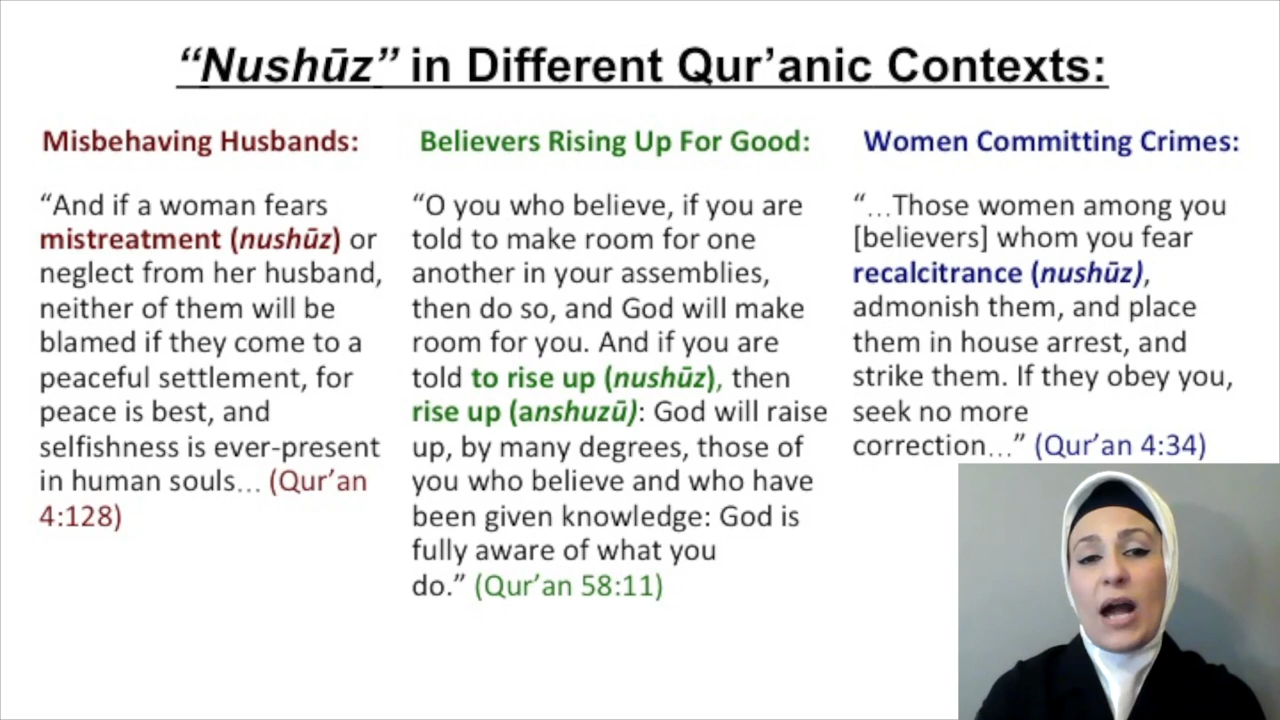 “Nushūz” in Different Qur’anic Contexts:
Misbehaving Husbands:
“And if a woman fears
mistreatment (nushūz) or
neglect from her husband,
neither of them will be
blamed if they come to a
peaceful settlement, for
peace is best, and
selfishness is ever-present
in human souls… (Qur’an
4:128)
Believers Rising Up For Good:
“O you who believe, if you are
told to make room for one
another in your assemblies,
then do so, and God will make
room for you. And if you are
told to rise up (nushūz), then
rise up (anshuzū): God will raise
up, by many degrees, those of
you who believe and who have
been given knowledge: God is
fully aware of what you
do.” (Qur’an 58:11)
Women Committing Crimes:
“…Those women among you
[believers] whom you fear
recalcitrance (nushūz),
admonish them, and place
them in house arrest, and
strike them. If they obey you,
seek no more
correction…” (Qur’an 4:34)